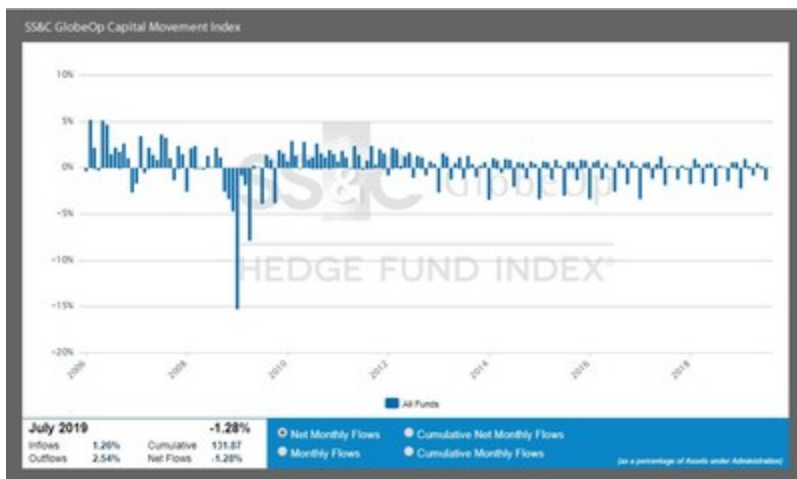 SS&C GlobeOp Capital Movement Index
10%
5%
0%
-5%
-10%
-15%
-20%
SS&C GlobeOp
HEDGE FUND INDEX®
2006 2008 2010 2012 2014 2016 2018
All Funds
July 2019 -1.28%
Inflows 1.26% Cumulative 131.87
Outflows 2.54% Net Flows -1.28%
Net Monthly Flows Cumulative Net Monthly Flows
Monthly Flows Cumulative Monthly Flows
(as a percentage of Assets under Administration)